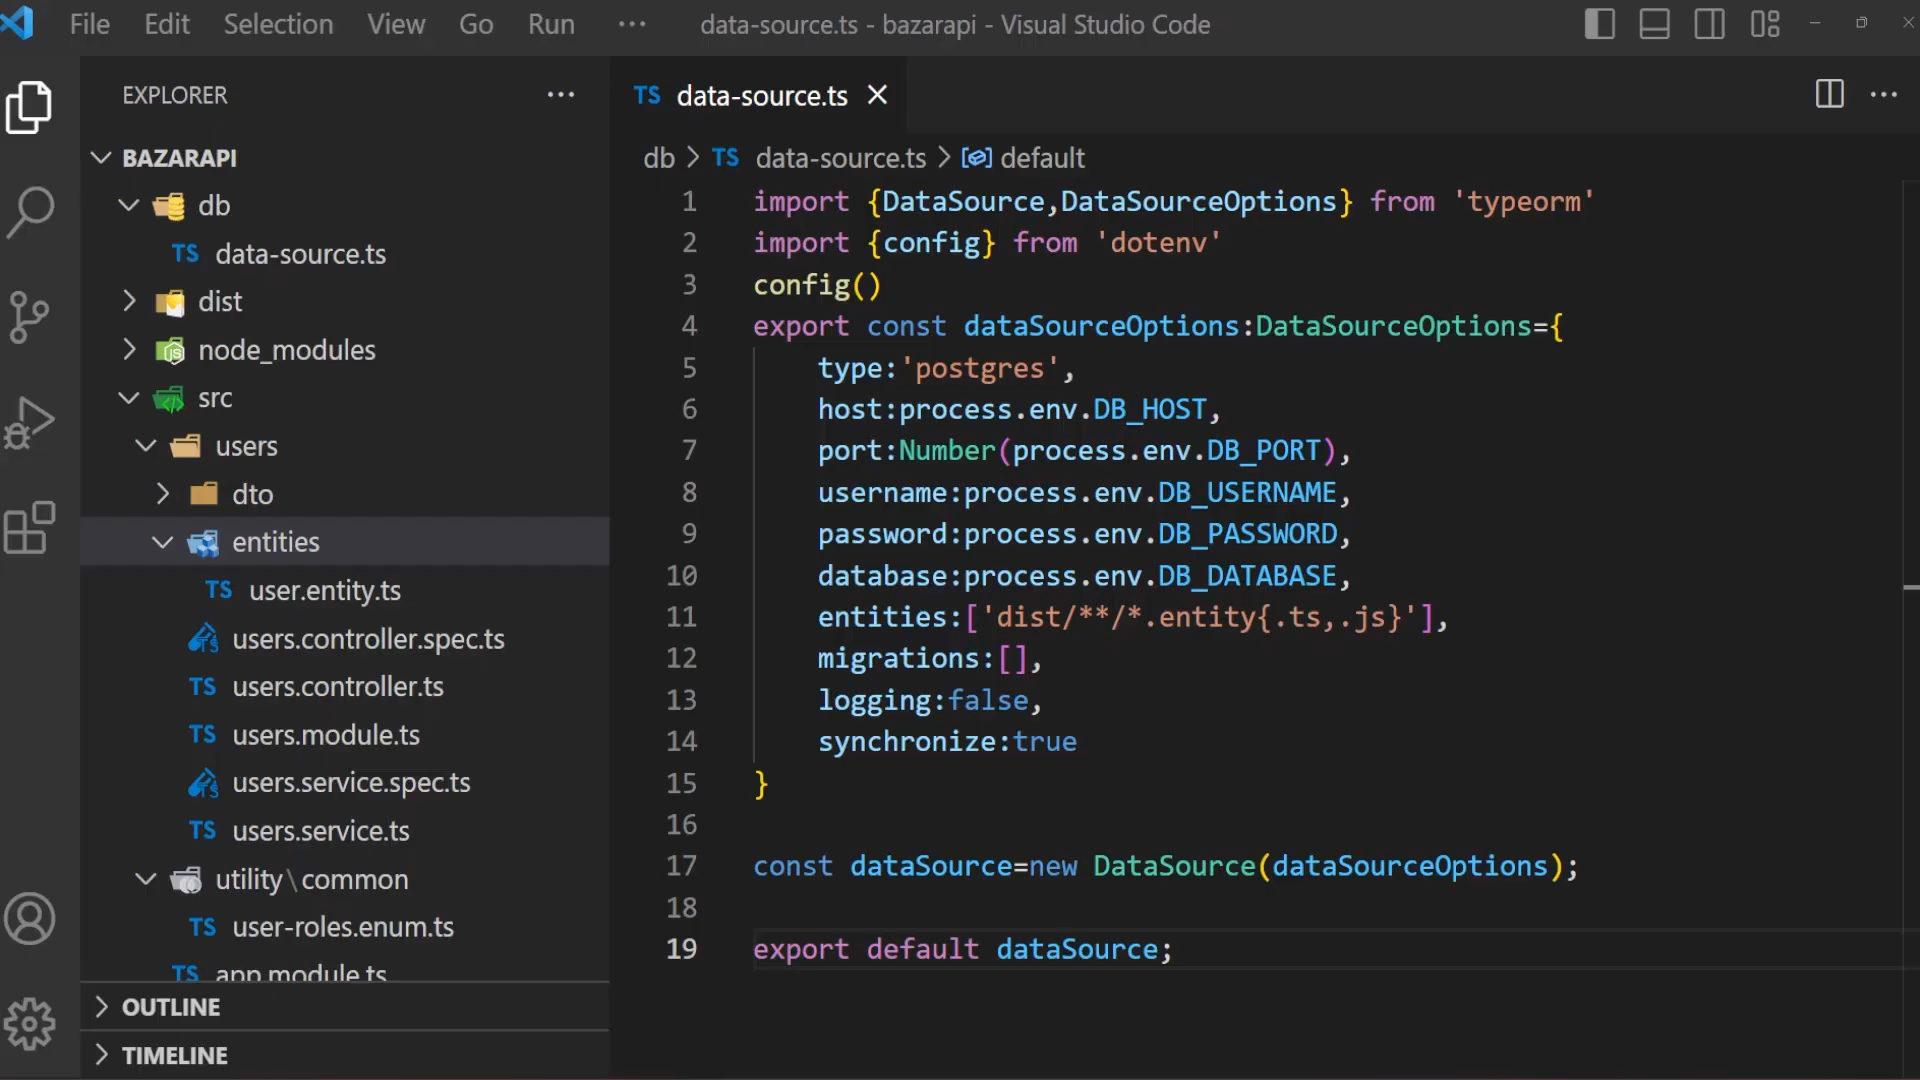 File Edit Selection View Go Run ··· data-source.ts - bazarapi - Visual Studio Code
EXPLORER ···
BAZARAPI
db
TS data-source.ts
dist
node_modules
src
users
dto
entities
TS user.entity.ts
users.controller.spec.ts
TS users.controller.ts
TS users.module.ts
users.service.spec.ts
TS users.service.ts
utility\common
TS user-roles.enum.ts
TS app.module.ts
OUTLINE
TIMELINE
TS data-source.ts
db > TS data-source.ts > default
1 import {DataSource,DataSourceOptions} from 'typeorm'
2 import {config} from 'dotenv'
3 config()
4 export const dataSourceOptions:DataSourceOptions={
5 type:'postgres',
6 host:process.env.DB_HOST,
7 port:Number(process.env.DB_PORT),
8 username:process.env.DB_USERNAME,
9 password:process.env.DB_PASSWORD,
10 database:process.env.DB_DATABASE,
11 entities:['dist/**/*.entity{.ts,.js}'],
12 migrations:[],
13 logging:false,
14 synchronize:true
15 }
16
17 const dataSource=new DataSource(dataSourceOptions);
18
19 export default dataSource;